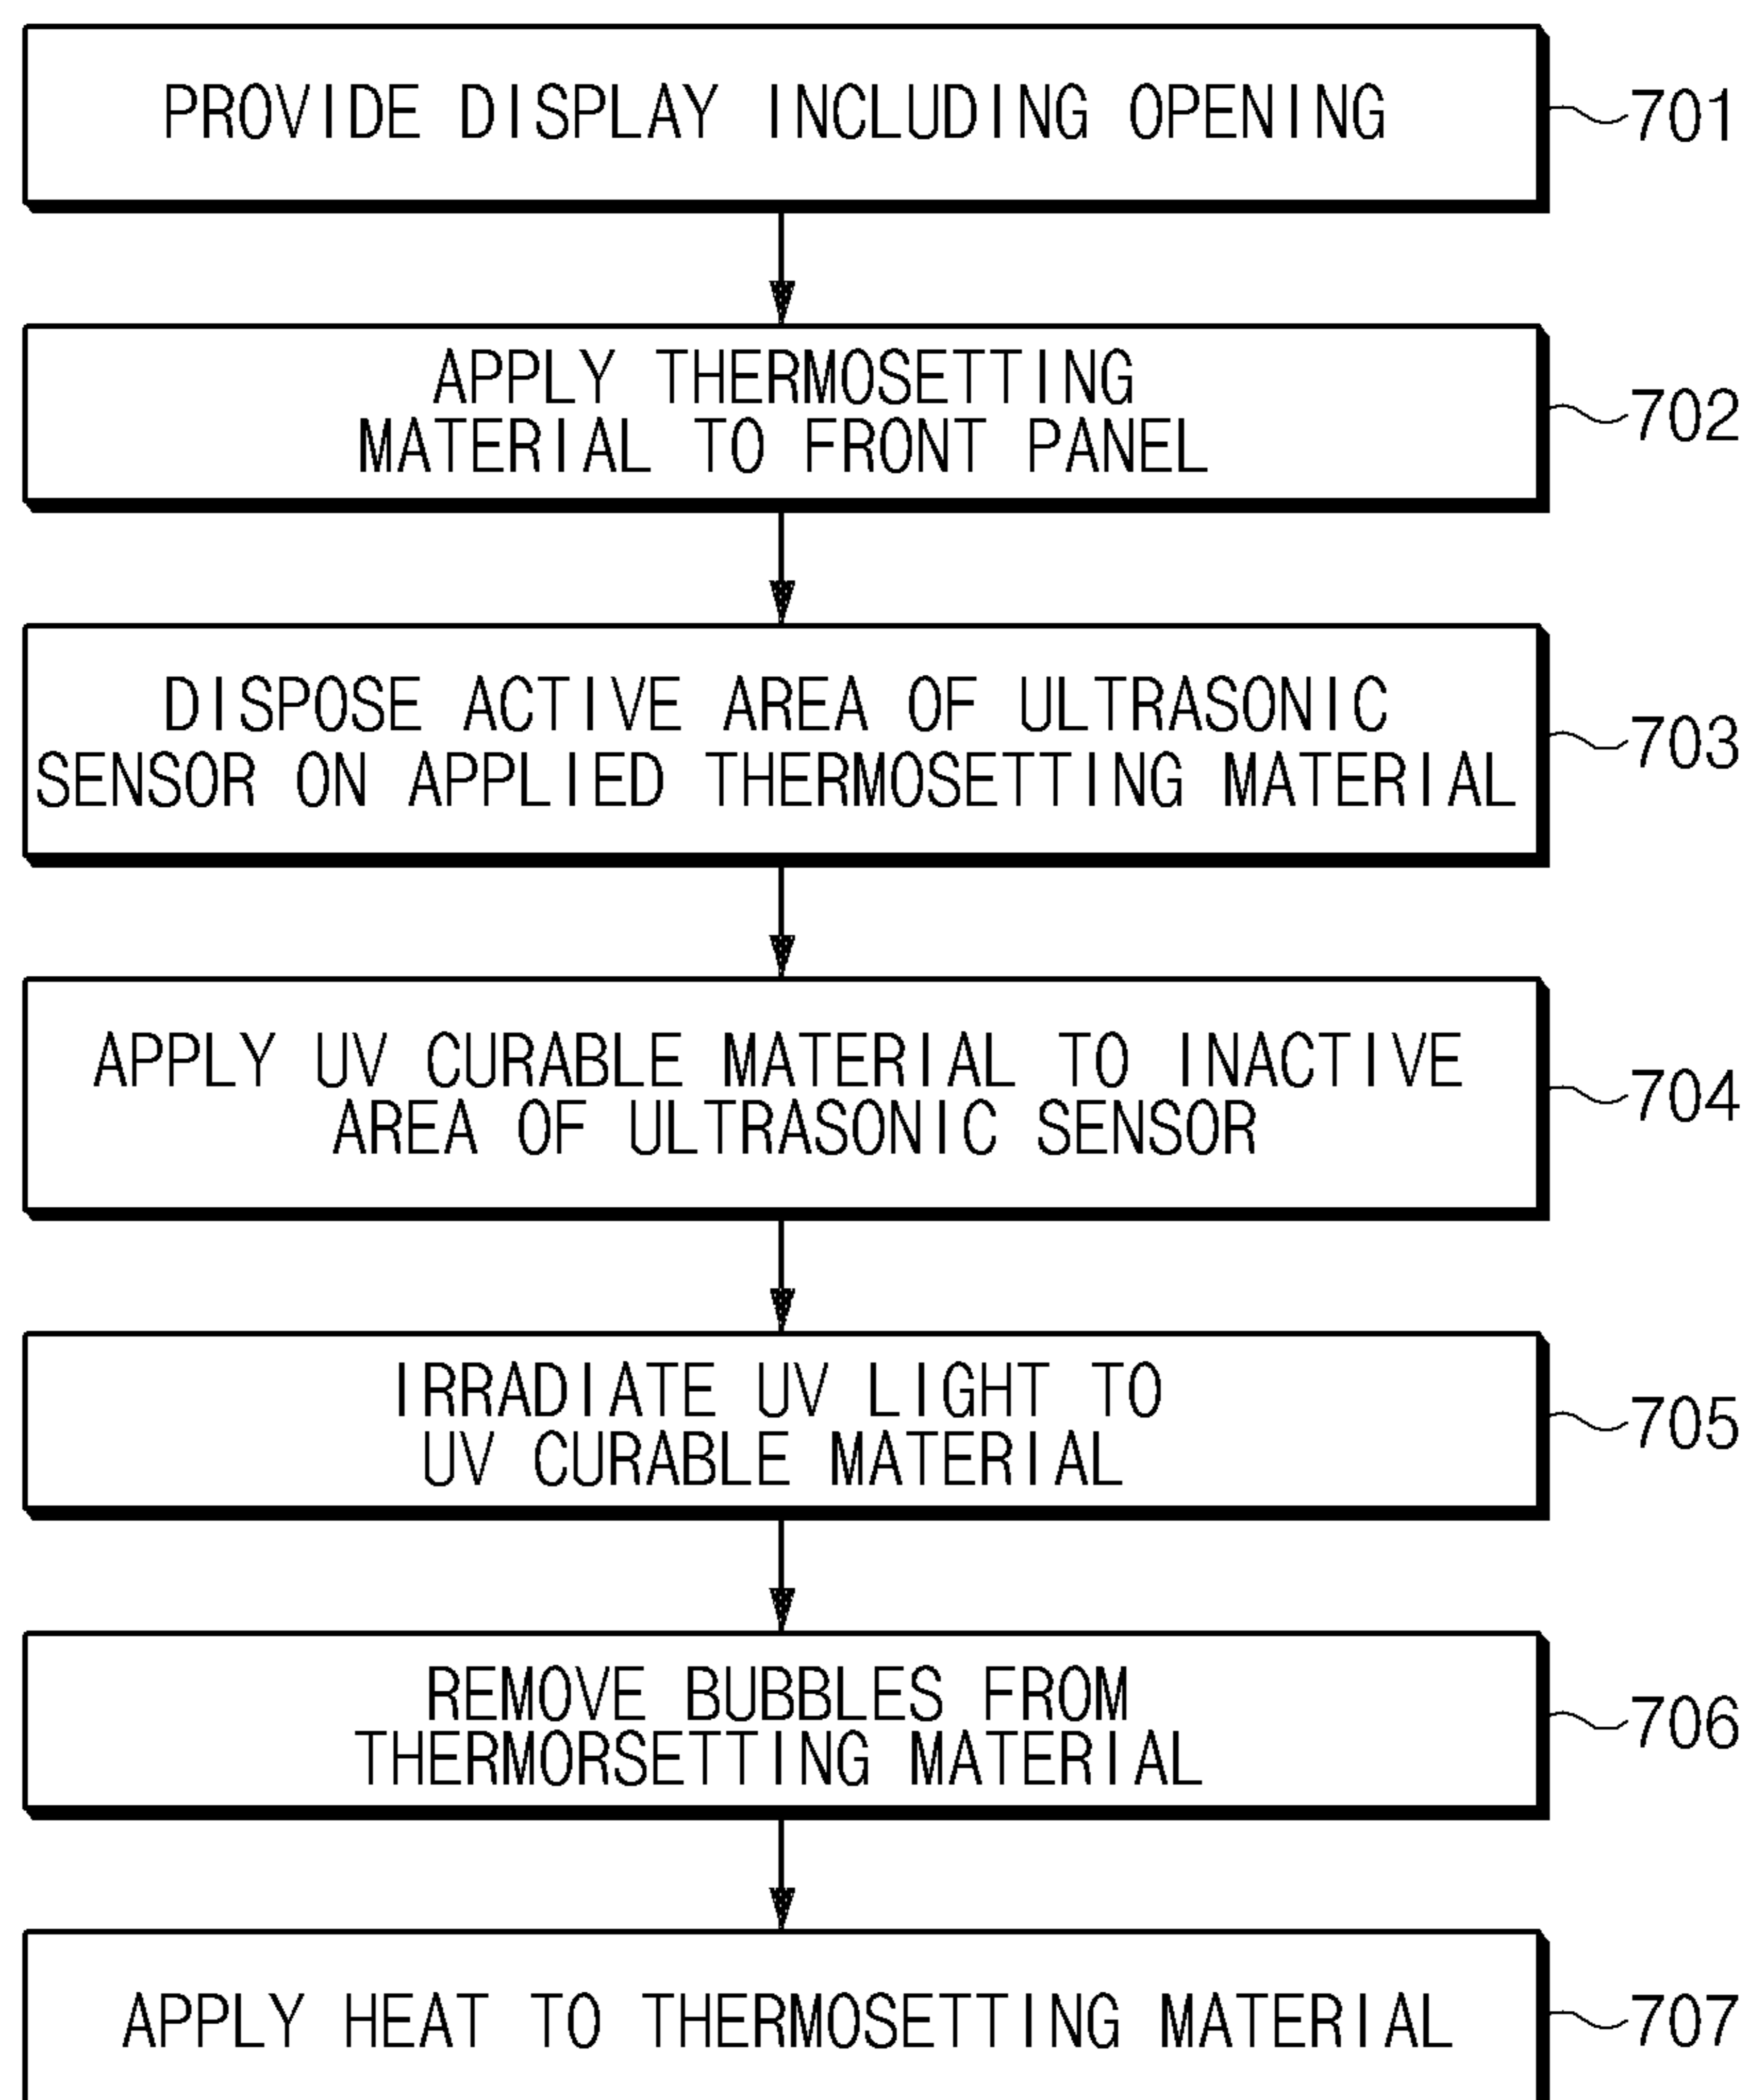 PROVIDE DISPLAY INCLUDING OPENING
701
APPLY THERMOSETTING
MATERIAL TO FRONT PANEL
702
DISPOSE ACTIVE AREA OF ULTRASONIC
SENSOR ON APPLIED THERMOSETTING MATERIAL
703
APPLY UV CURABLE MATERIAL TO INACTIVE
AREA OF ULTRASONIC SENSOR
704
IRRADIATE UV LIGHT TO
UV CURABLE MATERIAL
705
REMOVE BUBBLES FROM
THERMORSETTING MATERIAL
706
APPLY HEAT TO THERMOSETTING MATERIAL
707